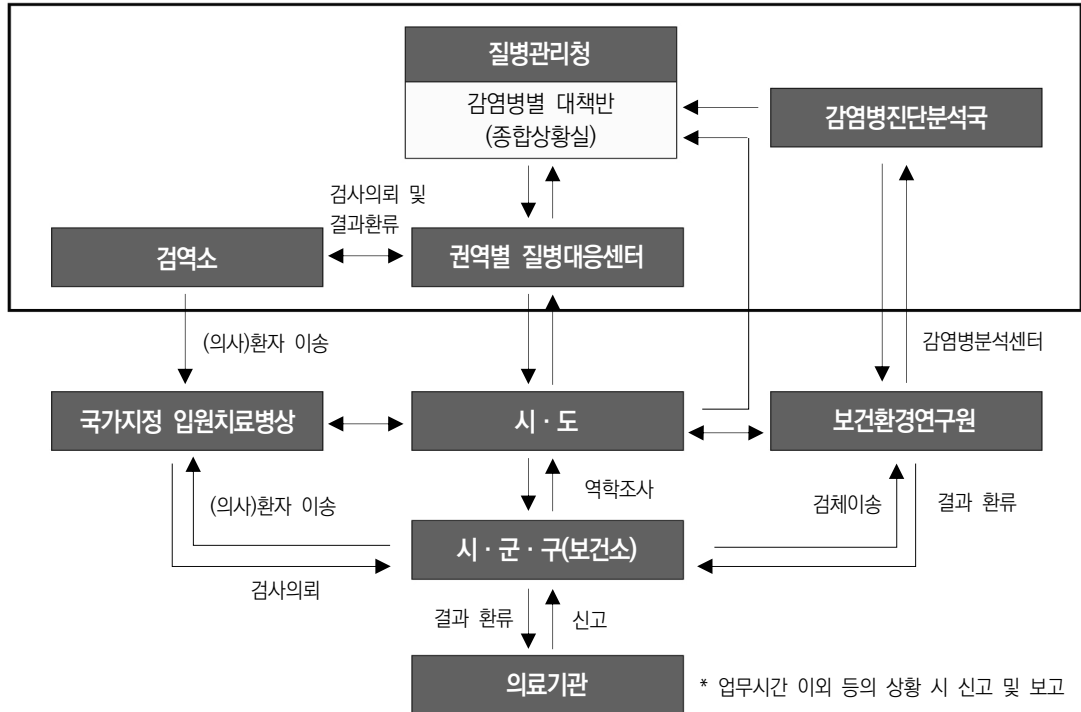 질병관리청
감염병별 대책반
(종합상황실)
감염병진단분석국
검사의뢰 및
결과환류
검역소
권역별 질병대응센터
(의사)환자 이송
감염병분석센터
국가지정 입원치료병상
시 · 도
보건환경연구원
(의사)환자 이송
역학조사
검체이송
결과 환류
시 · 군 · 구(보건소)
검사의뢰
결과 환류
신고
의료기관
* 업무시간 이외 등의 상황 시 신고 및 보고